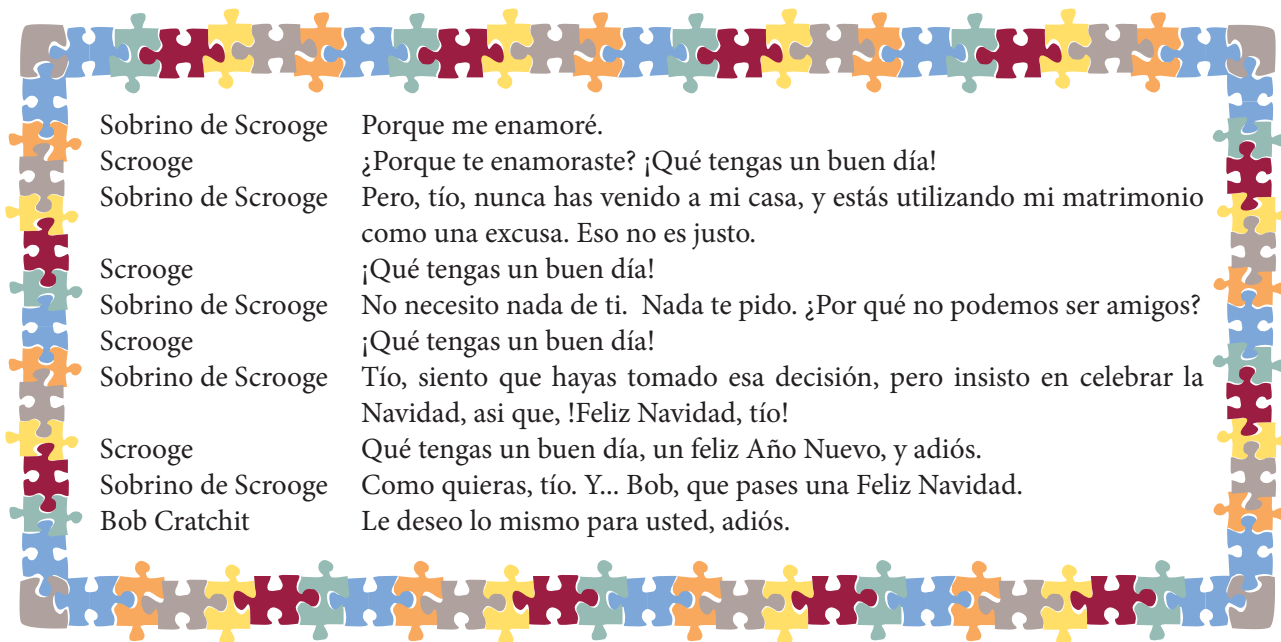 Sobrino de Scrooge Porque me enamoré.
Scrooge ¿Porque te enamoraste? ¡Qué tengas un buen día!
Sobrino de Scrooge Pero, tío, nunca has venido a mi casa, y estás utilizando mi matrimonio
como una excusa. Eso no es justo.
Scrooge ¡Qué tengas un buen día!
Sobrino de Scrooge No necesito nada de ti. Nada te pido. ¿Por qué no podemos ser amigos?
Scrooge ¡Qué tengas un buen día!
Sobrino de Scrooge Tío, siento que hayas tomado esa decisión, pero insisto en celebrar la
Navidad, asi que, !Feliz Navidad, tío!
Scrooge Qué tengas un buen día, un feliz Año Nuevo, y adiós.
Sobrino de Scrooge Como quieras, tío. Y... Bob, que pases una Feliz Navidad.
Bob Cratchit Le deseo lo mismo para usted, adiós.